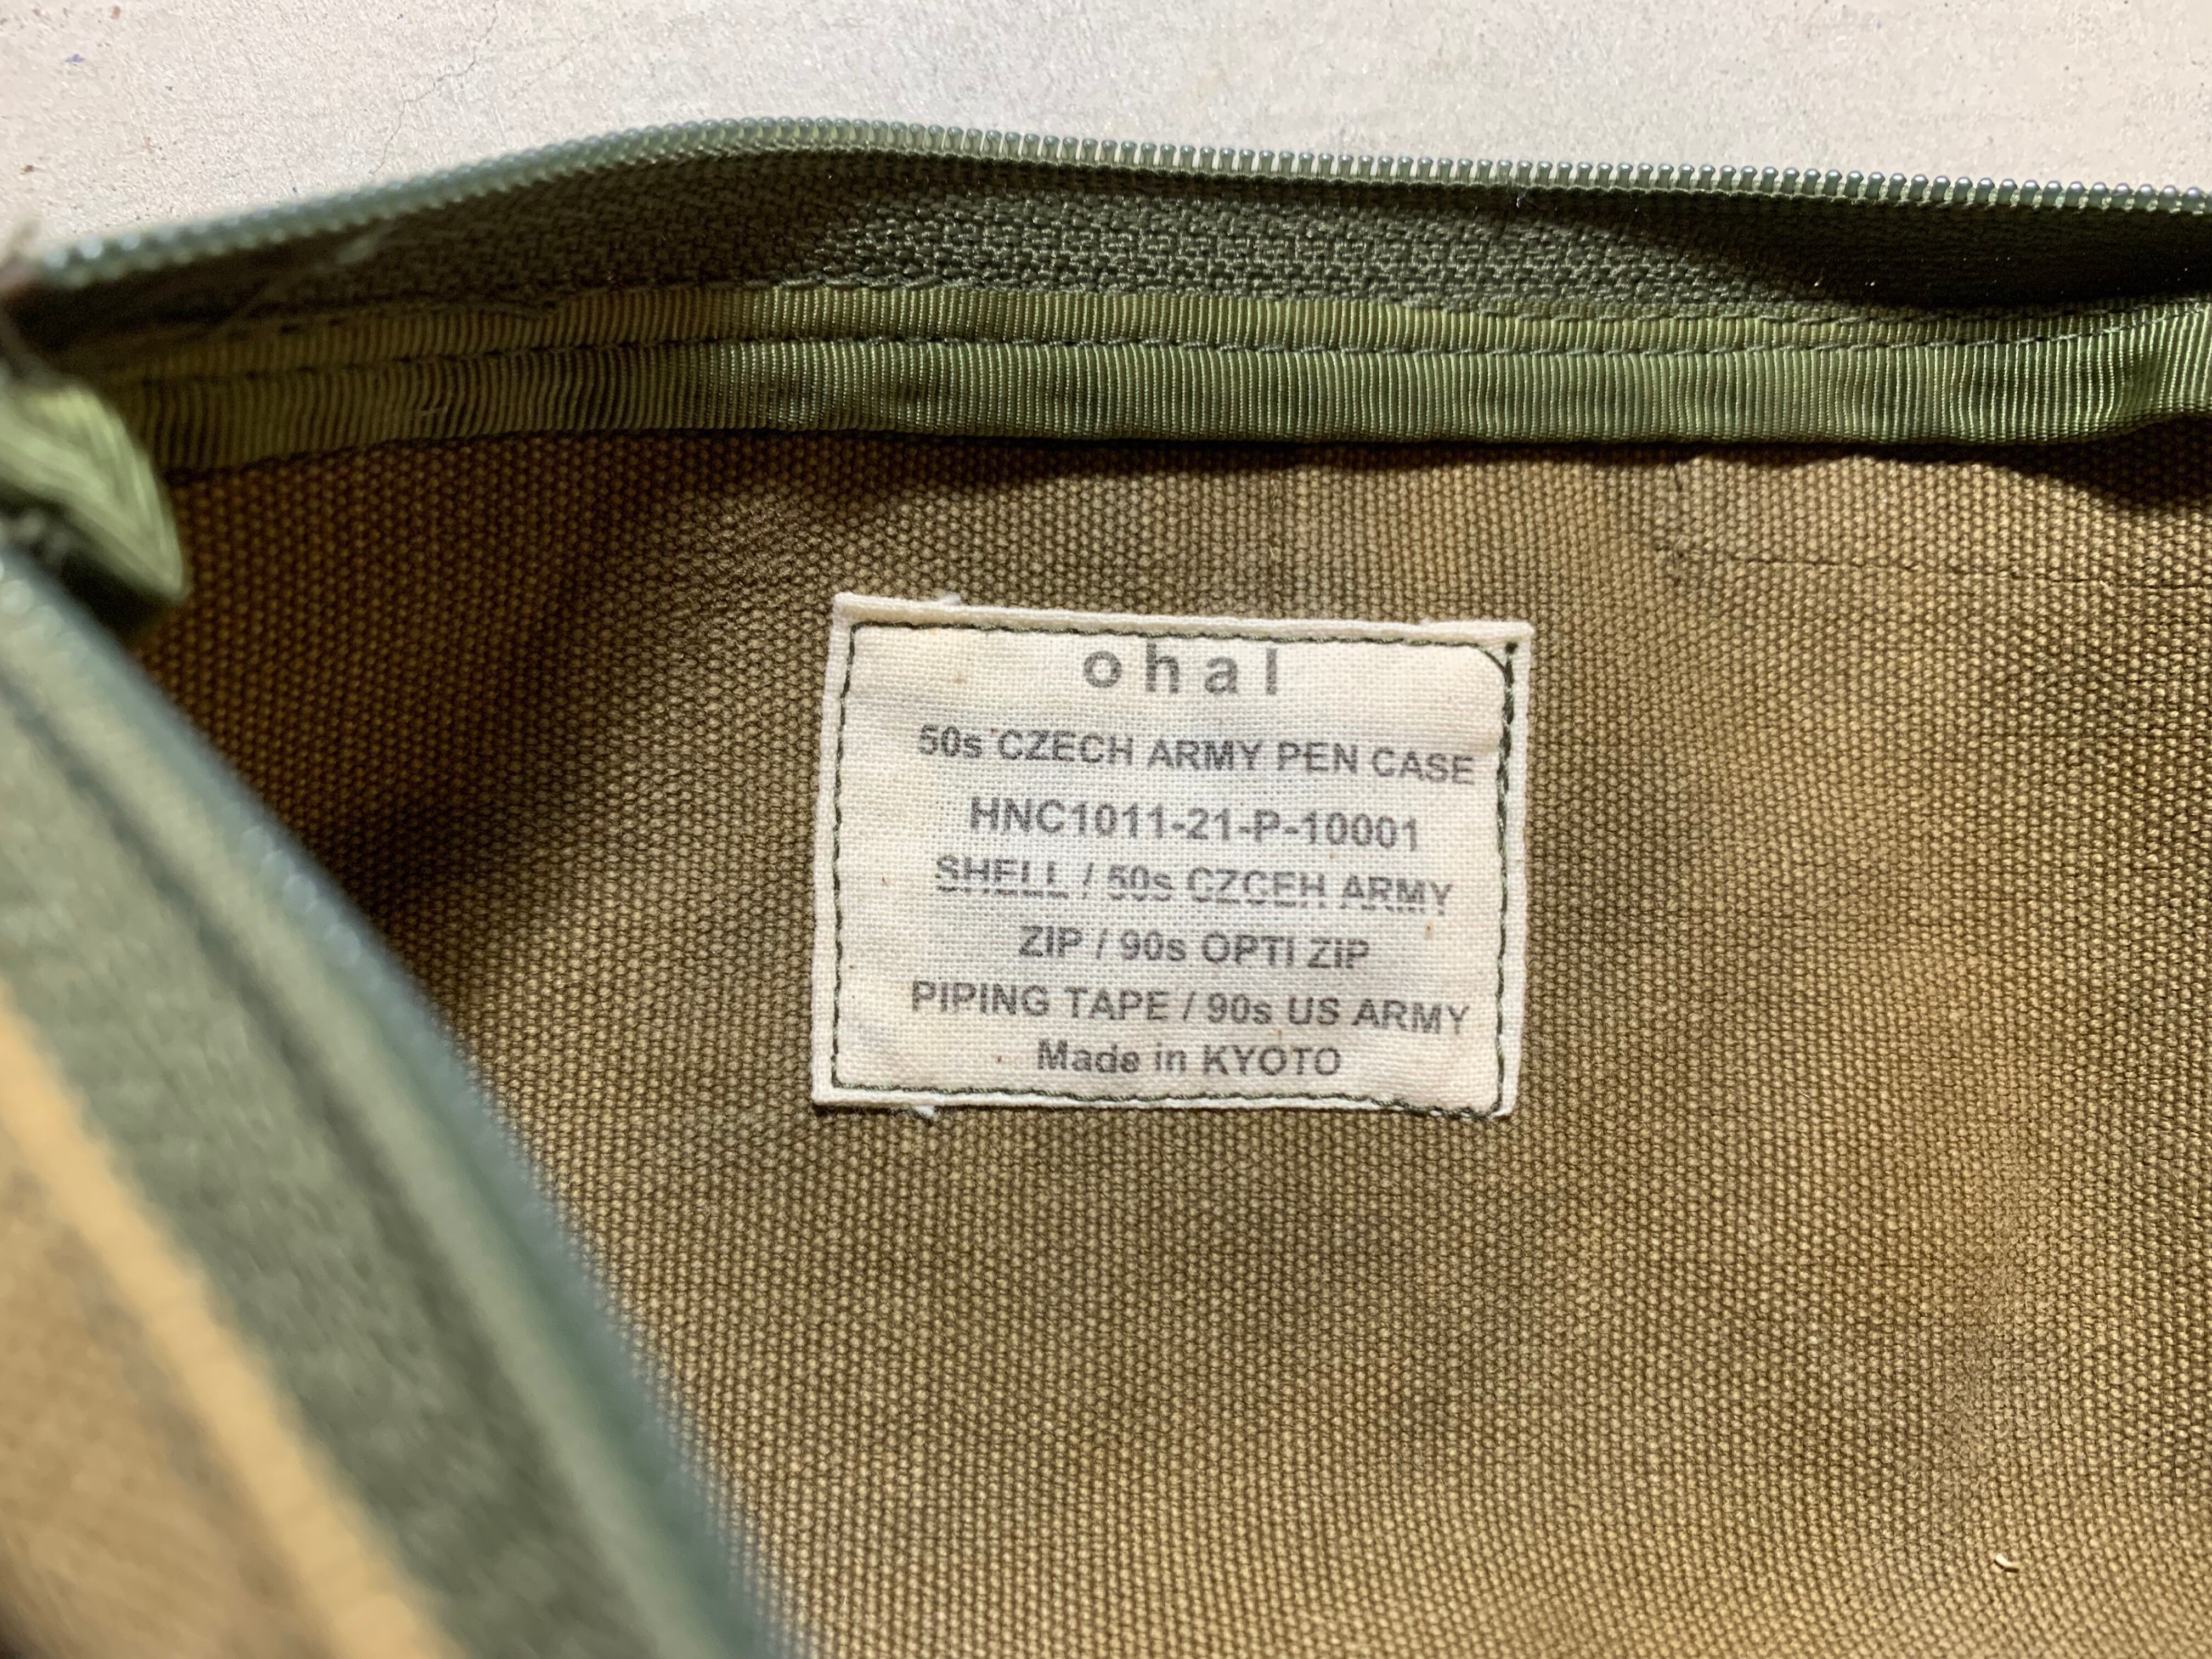 ohal
50s CZECH ARMY PEN CASE
HNC1011-21-P-10001
SHELL / 50s CZCEH ARMY
ZIP / 90s OPTI ZIP
PIPING TAPE / 90s US ARMY
Made in KYOTO